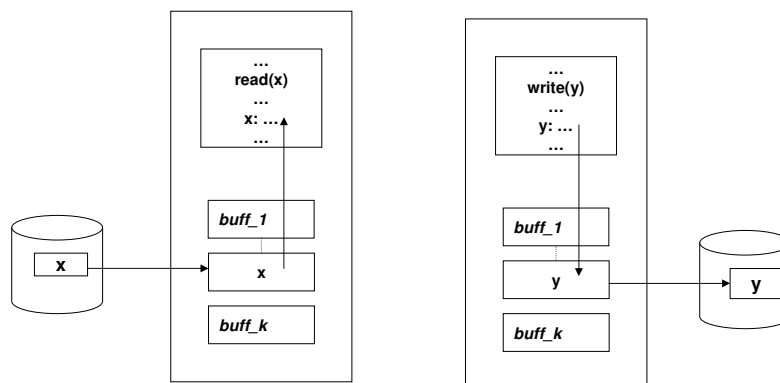 ...
read(x)
...
x: ...
...
buff_1
x
x
buff_k
...
write(y)
...
y: ...
...
buff_1
y
y
buff_k